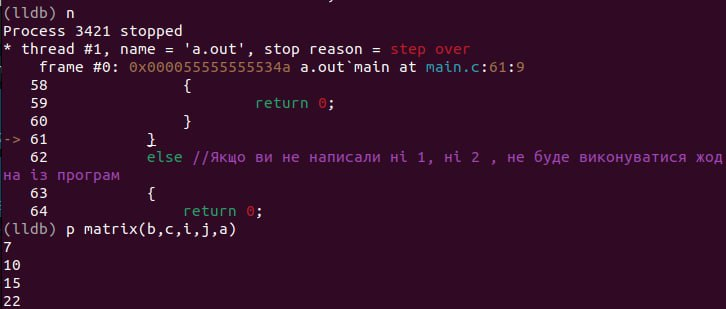 (lldb) n
Process 3421 stopped
* thread #1, name = 'a.out', stop reason = step over
    frame #0: 0x000055555555534a a.out`main at main.c:61:9
   58              {
   59                      return 0;
   60              }
-> 61          }
   62          else //Якщо ви не написали ні 1, ні 2 , не буде виконуватися жод
на із програм
   63          {
   64              return 0;
(lldb) p matrix(b,c,i,j,a)
7
10
15
22